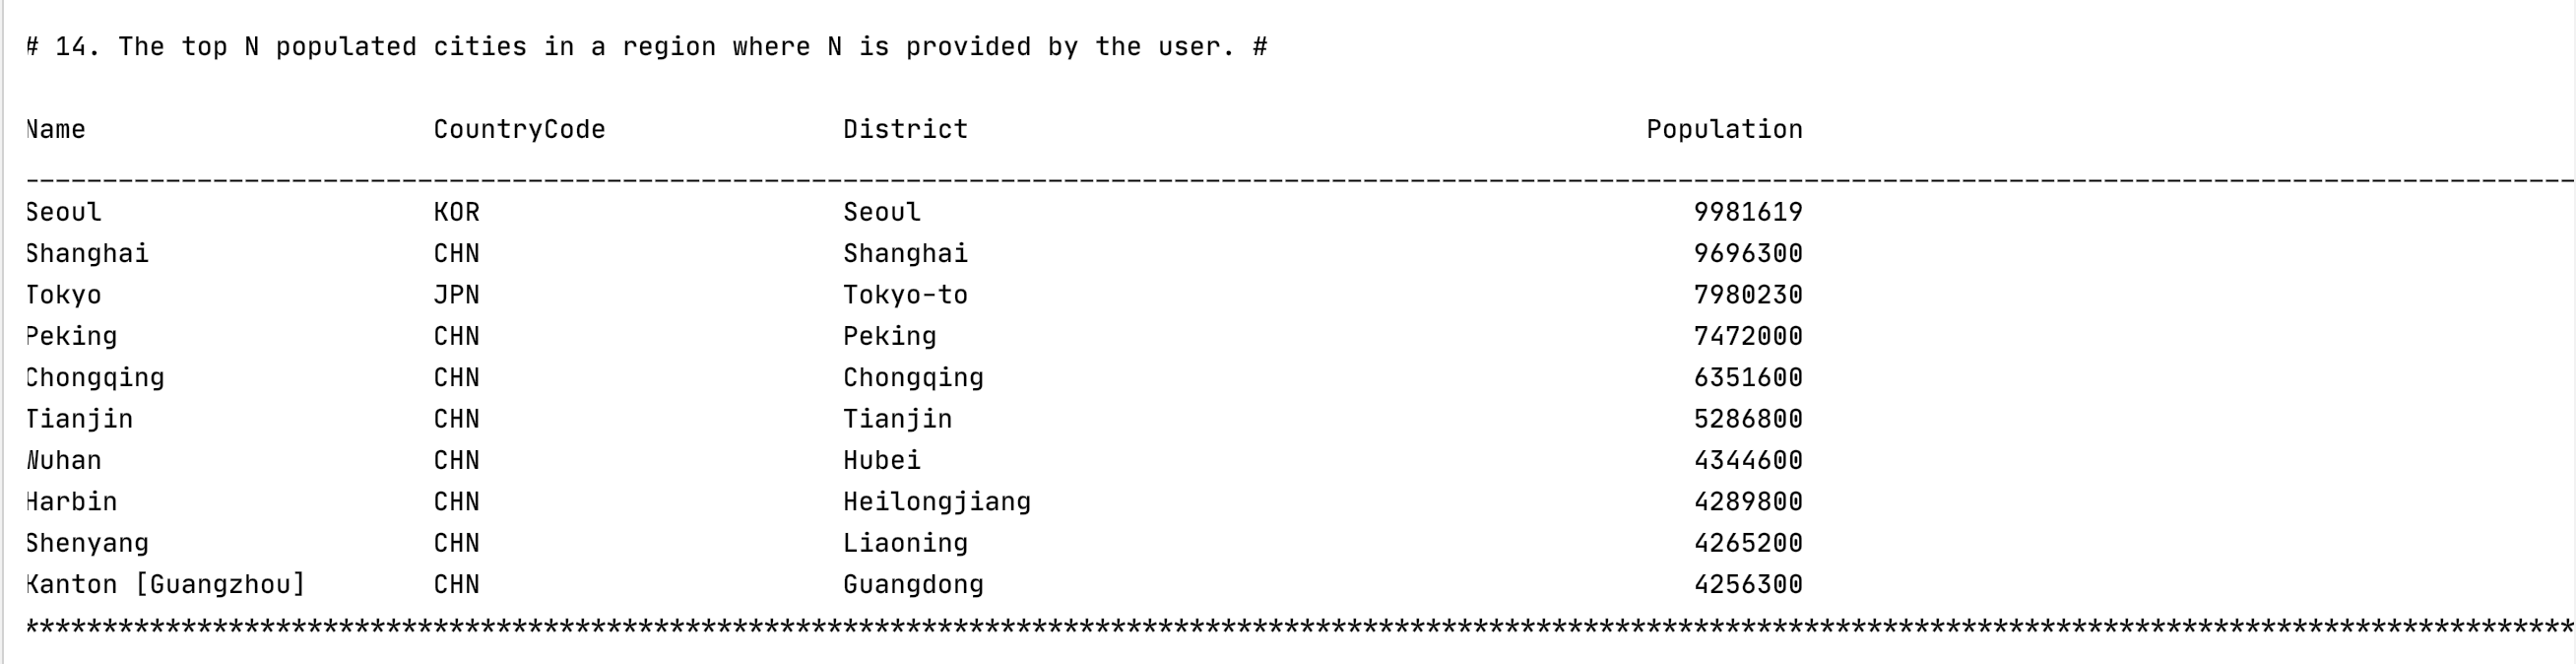 # 14. The top N populated cities in a region where N is provided by the user. #
Name CountryCode District Population
----------------------------------------------------------------------------------------------------------------------------------------------------------------
Seoul KOR Seoul 9981619
Shanghai CHN Shanghai 9696300
Tokyo JPN Tokyo-to 7980230
Peking CHN Peking 7472000
Chongqing CHN Chongqing 6351600
Tianjin CHN Tianjin 5286800
Wuhan CHN Hubei 4344600
Harbin CHN Heilongjiang 4289800
Shenyang CHN Liaoning 4265200
Kanton [Guangzhou] CHN Guangdong 4256300
****************************************************************************************************************************************************************